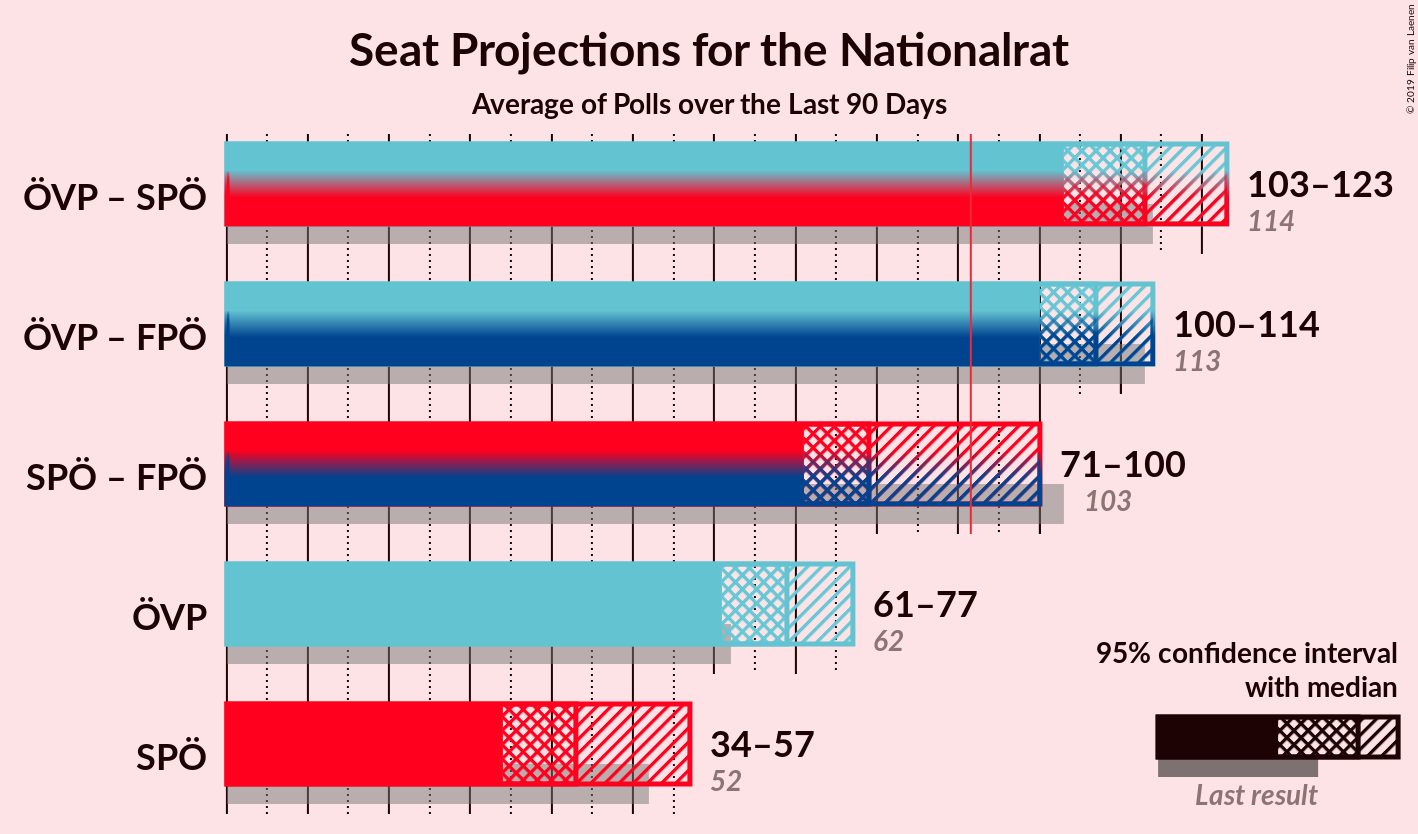 Seat Projections for the Nationalrat
Average of Polls over the Last 90 Days
© 2019 Filip van Laenen
ÖVP – SPÖ
103–123
114
ÖVP – FPÖ
100–114
113
SPÖ – FPÖ
71–100
103
ÖVP
61–77
62
SPÖ
34–57
52
95% confidence interval
with median
Last result